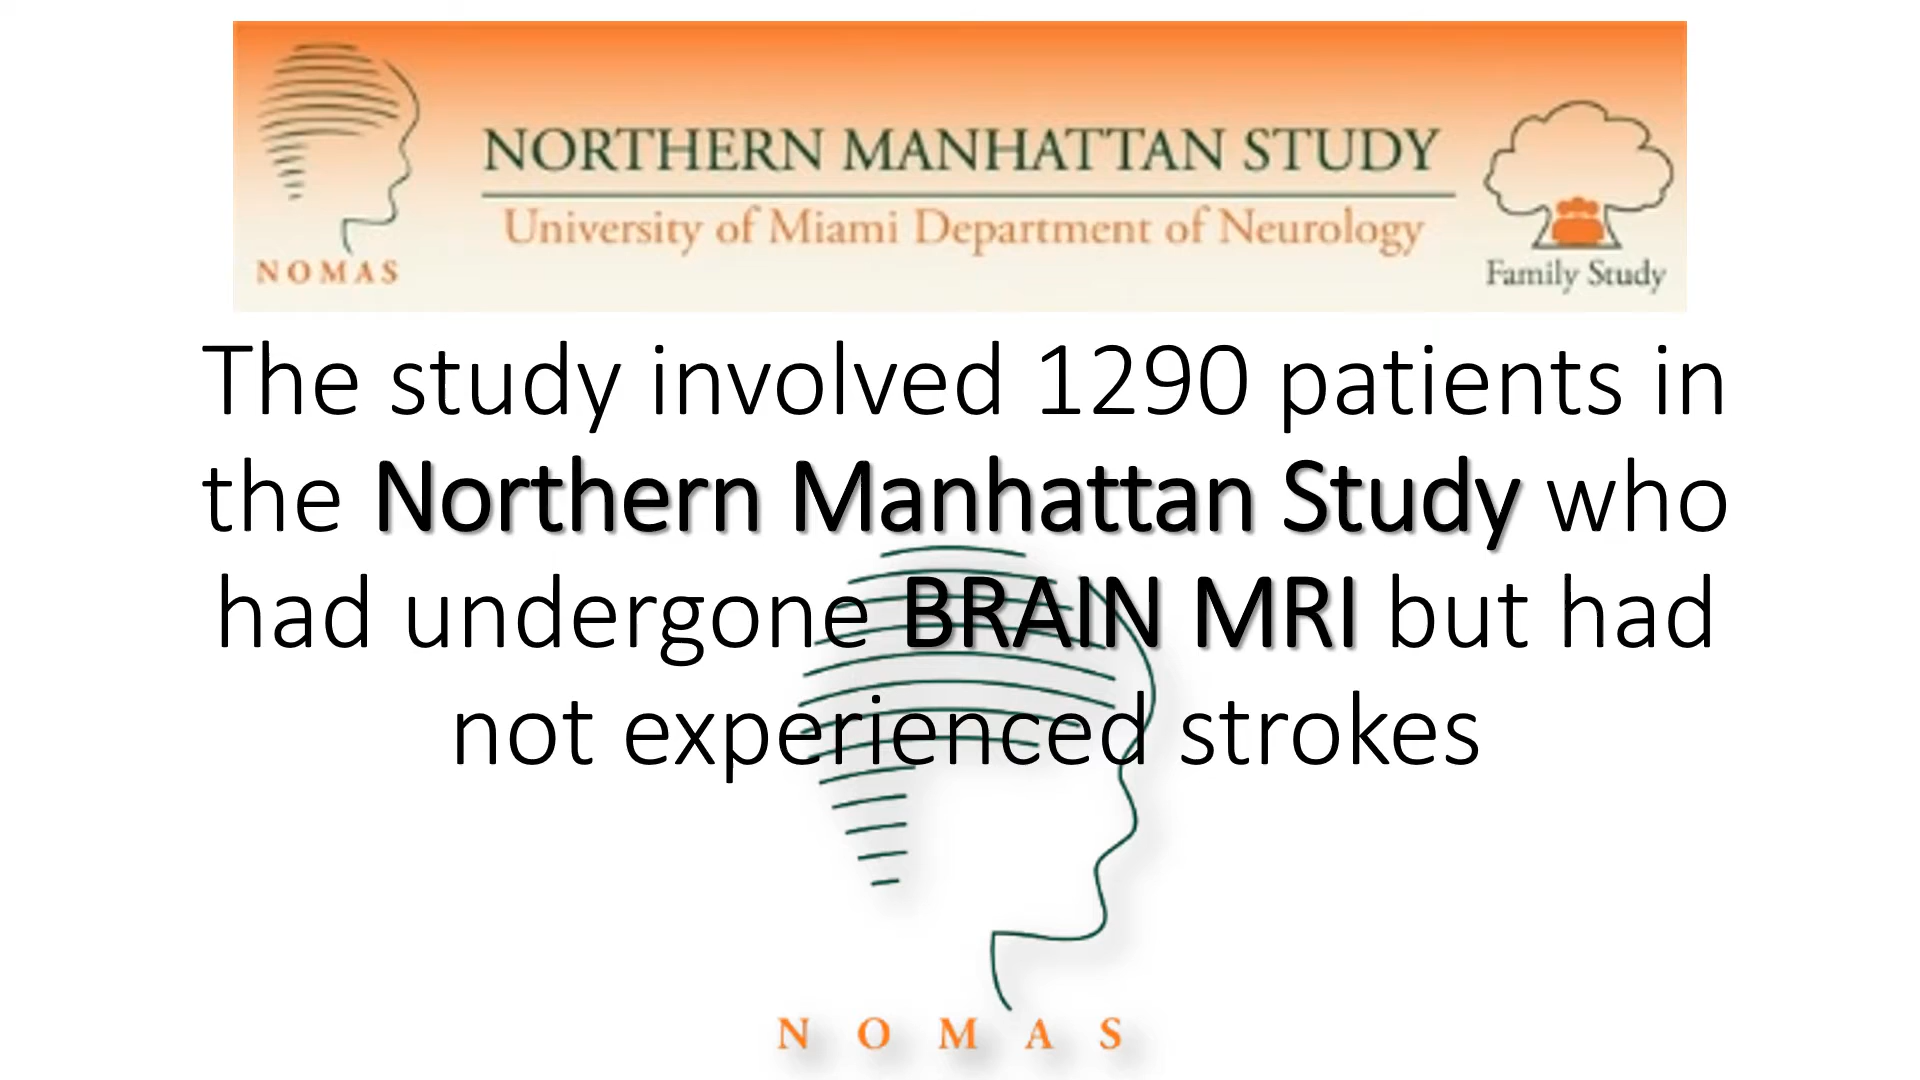 NORTHERN MANHATTAN STUDY
University of Miami Department of Neurology
NOMAS
Family Study
The study involved 1290 patients in
the Northern Manhattan Study who
had undergone BRAIN MRI but had
not experienced strokes
NOMAS